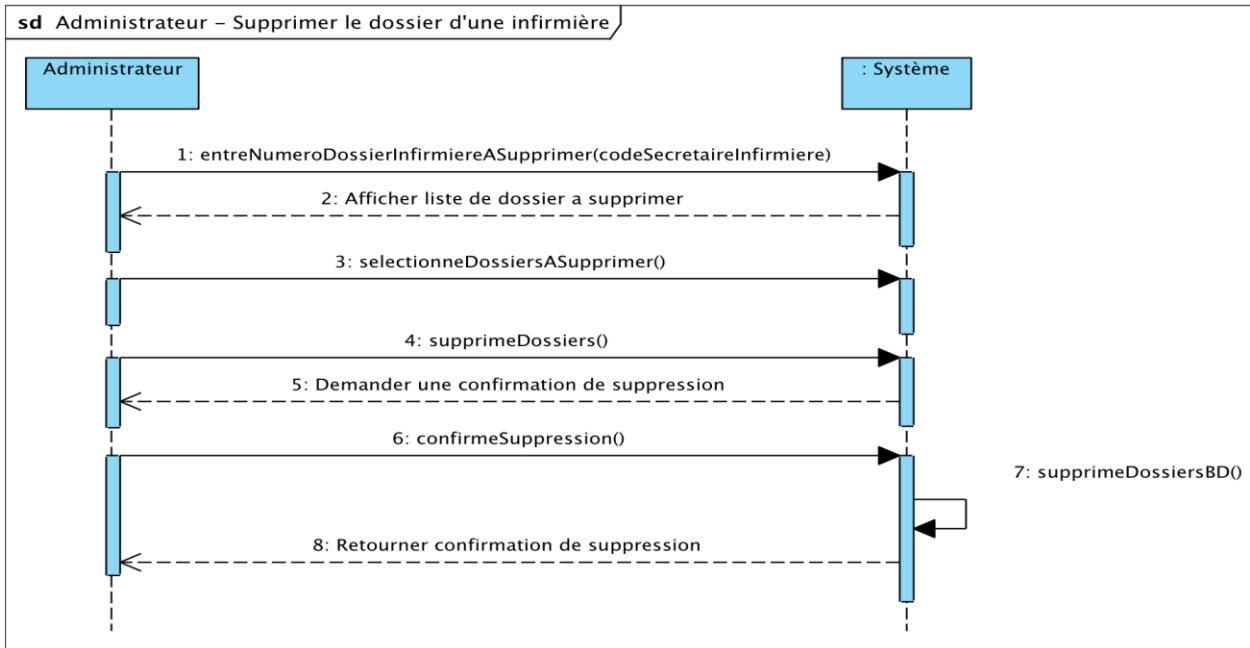 sd Administrateur – Supprimer le dossier d'une infirmière
Administrateur
: Système
1: entreNumeroDossierInfirmiereASupprimer(codeSecretaireInfirmiere)
2: Afficher liste de dossier a supprimer
3: selectionneDossiersASupprimer()
4: supprimeDossiers()
5: Demander une confirmation de suppression
6: confirmeSuppression()
7: supprimeDossiersBD()
8: Retourner confirmation de suppression